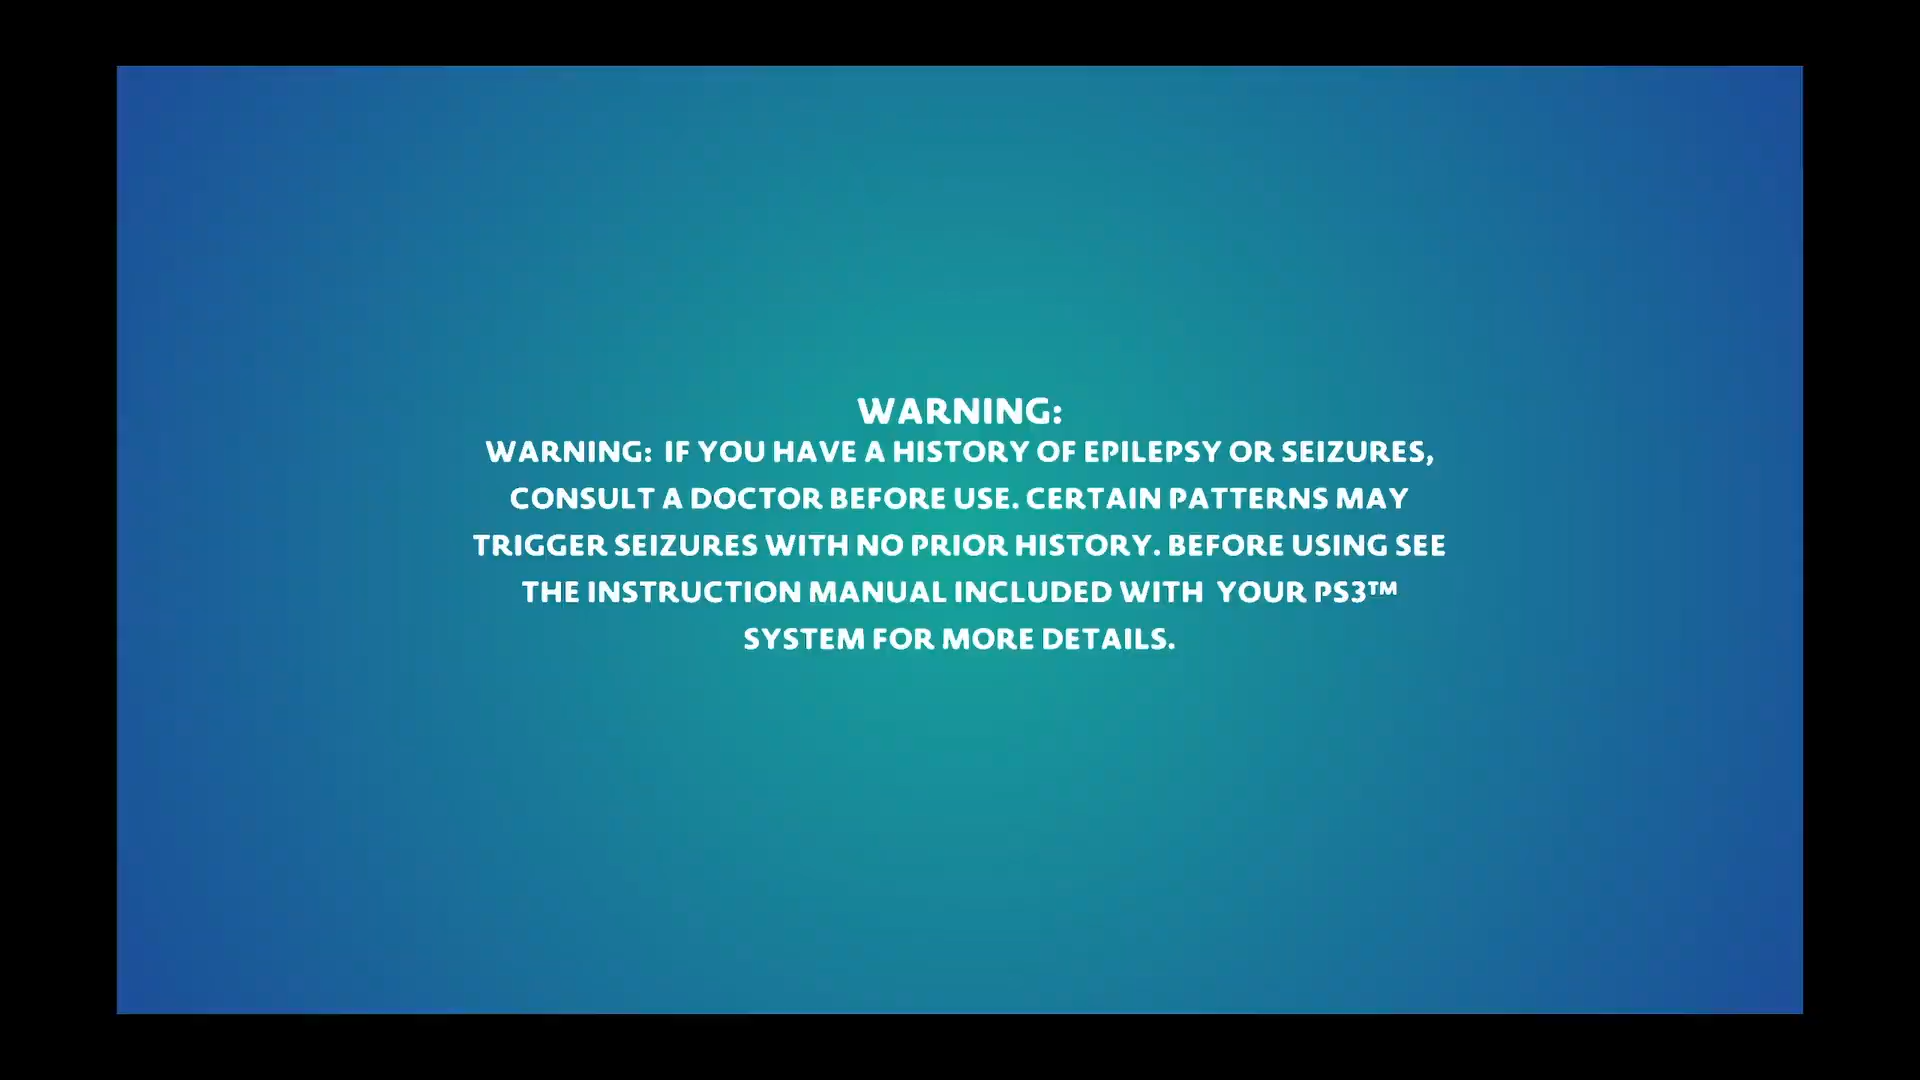 WARNING:
WARNING: IF YOU HAVE A HISTORY OF EPILEPSY OR SEIZURES,
CONSULT A DOCTOR BEFORE USE. CERTAIN PATTERNS MAY
TRIGGER SEIZURES WITH NO PRIOR HISTORY. BEFORE USING SEE
THE INSTRUCTION MANUAL INCLUDED WITH YOUR PS3™
SYSTEM FOR MORE DETAILS.